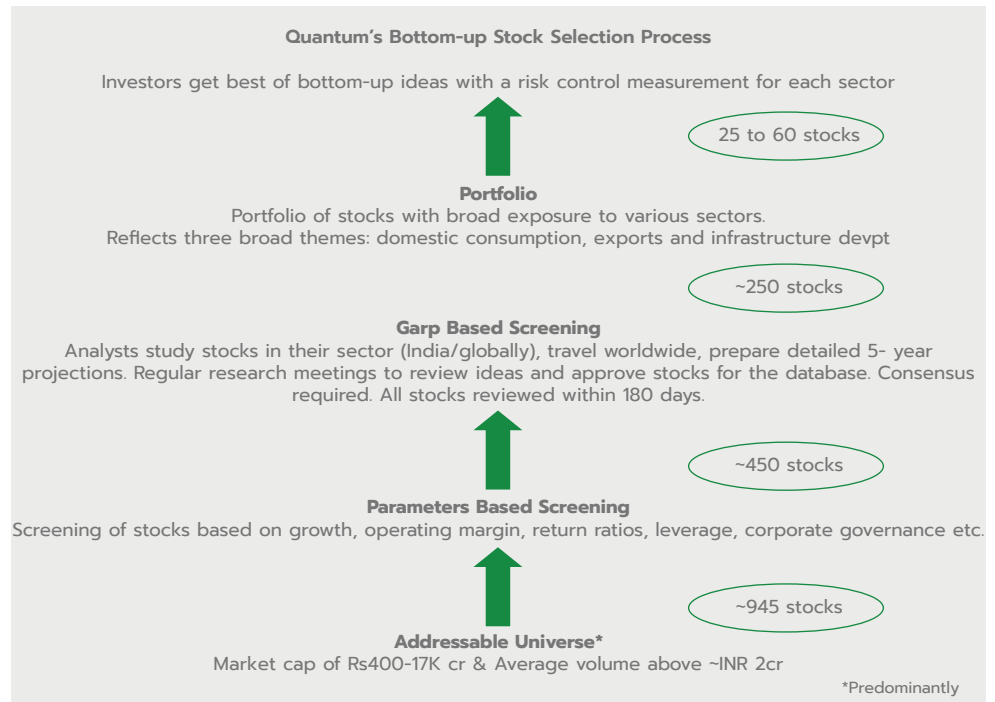 Quantum's Bottom-up Stock Selection Process
Investors get best of bottom-up ideas with a risk control measurement for each sector
25 to 60 stocks
Portfolio
Portfolio of stocks with broad exposure to various sectors.
Reflects three broad themes: domestic consumption, exports and infrastructure devpt
~250 stocks
Garp Based Screening
Analysts study stocks in their sector (India/globally), travel worldwide, prepare detailed 5- year
projections. Regular research meetings to review ideas and approve stocks for the database. Consensus
required. All stocks reviewed within 180 days.
~450 stocks
Parameters Based Screening
Screening of stocks based on growth, operating margin, return ratios, leverage, corporate governance etc.
~945 stocks
Addressable Universe*
Market cap of Rs400-17K cr & Average volume above ~INR 2cr
*Predominantly